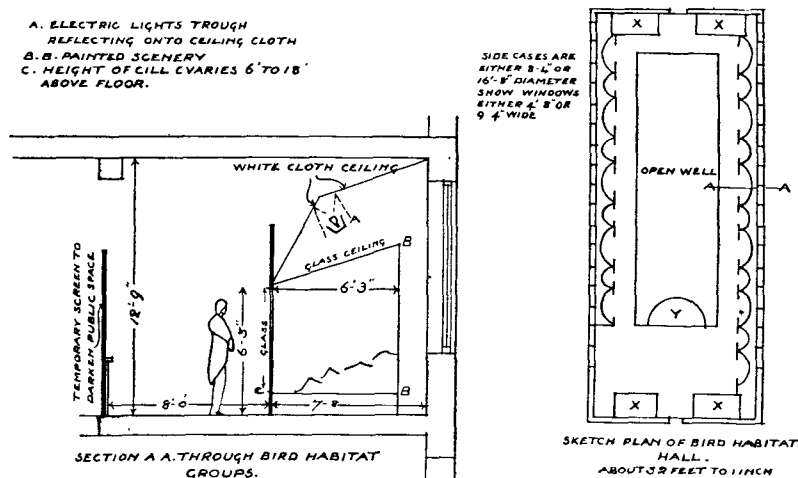 A. ELECTRIC LIGHTS TROUGH
REFLECTING ONTO CEILING CLOTH
B.B. PAINTED SCENERY
C. HEIGHT OF CILL EVARIES 6" TO 18"
ABOVE FLOOR.
SIDE CASES ARE
EITHER 8'-4" OR
16'-8" DIAMETER
SHOW WINDOWS
EITHER 4' 8" OR
9' 4" WIDE
WHITE CLOTH CEILING
A
GLASS CEILING
B
6'-3"
TEMPORARY SCREEN TO
DARKEN PUBLIC SPACE
12'-9"
6'-3"
GLASS
C
B
8'-0"
7-8
SECTION A A. THROUGH BIRD HABITAT
GROUPS.
X
X
OPEN WELL
A
A
Y
X
X
SKETCH PLAN OF BIRD HABITAT
HALL.
ABOUT 32 FEET TO 1 INCH